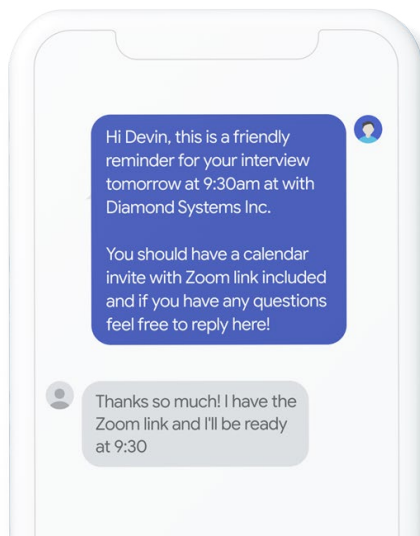 Hi Devin, this is a friendly
reminder for your interview
tomorrow at 9:30am at with
Diamond Systems Inc.
You should have a calendar
invite with Zoom link included
and if you have any questions
feel free to reply here!
Thanks so much! I have the
Zoom link and I'll be ready
at 9:30